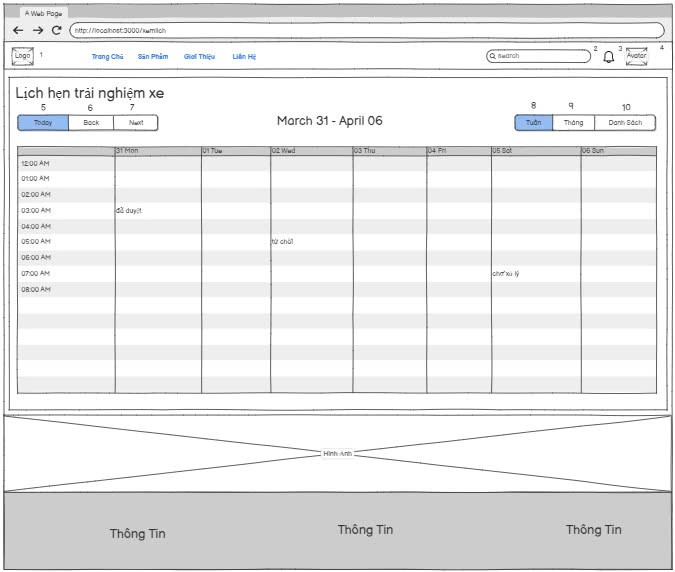 A Web Page
http://localhost:3000/xemlich
Logo 1 Trang Chủ Sản Phẩm Giới Thiệu Liên Hệ search 2 3 Avatar 4
Lịch hẹn trải nghiệm xe
5 6 7 8 9 10
Today Back Next March 31 - April 06 Tuần Tháng Danh Sách
31 Mon 01 Tue 02 Wed 03 Thu 04 Fri 05 Sat 06 Sun
12:00 AM
01:00 AM
02:00 AM
03:00 AM đã duyệt
04:00 AM
05:00 AM từ chối
06:00 AM
07:00 AM chờ xử lý
08:00 AM
Hình Ảnh
Thông Tin Thông Tin Thông Tin